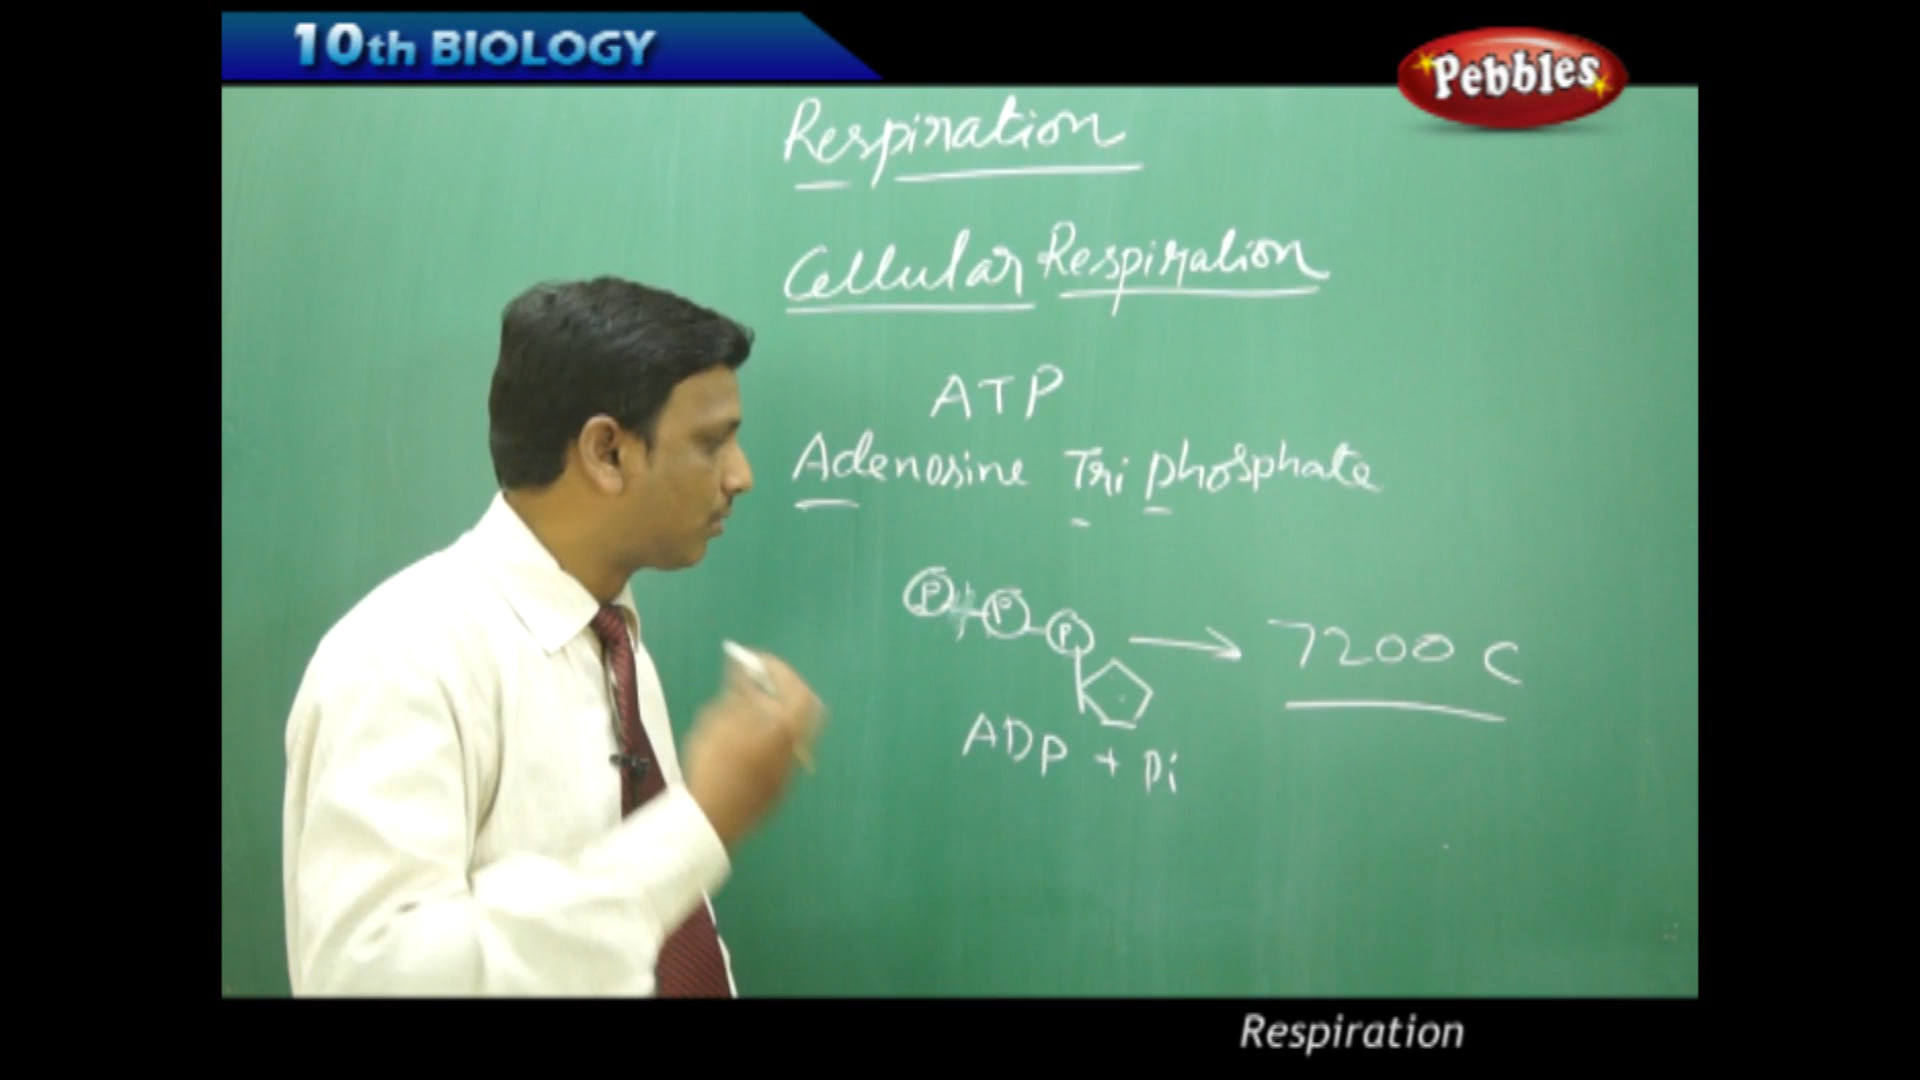 10th BIOLOGY
Pebbles
Respiration
Cellular Respiration
ATP
Adenosine Tri phosphate
P P P → 7200 C
ADP + Pi
Respiration